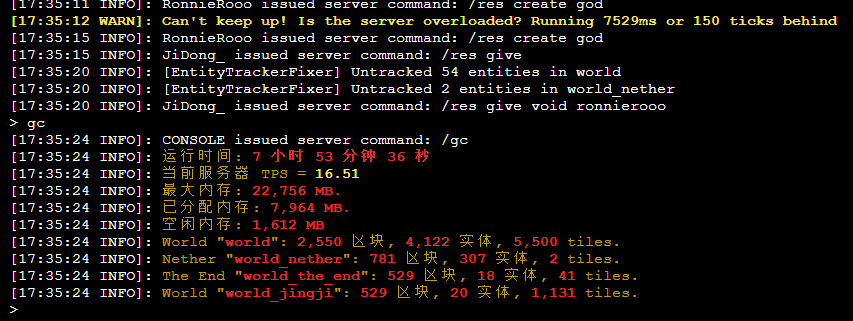 [17:35:11 INFO]: RonnieRooo issued server command: /res create god
[17:35:12 WARN]: Can't keep up! Is the server overloaded? Running 7529ms or 150 ticks behind
[17:35:15 INFO]: RonnieRooo issued server command: /res create god
[17:35:15 INFO]: JiDong_ issued server command: /res give
[17:35:20 INFO]: [EntityTrackerFixer] Untracked 54 entities in world
[17:35:20 INFO]: [EntityTrackerFixer] Untracked 2 entities in world_nether
[17:35:20 INFO]: JiDong_ issued server command: /res give void ronnierooo
> gc
[17:35:24 INFO]: CONSOLE issued server command: /gc
[17:35:24 INFO]: 运行时间: 7 小时 53 分钟 36 秒
[17:35:24 INFO]: 当前服务器 TPS = 16.51
[17:35:24 INFO]: 最大内存: 22,756 MB.
[17:35:24 INFO]: 已分配内存: 7,964 MB.
[17:35:24 INFO]: 空闲内存: 1,612 MB
[17:35:24 INFO]: World "world": 2,550 区块, 4,122 实体, 5,500 tiles.
[17:35:24 INFO]: Nether "world_nether": 781 区块, 307 实体, 2 tiles.
[17:35:24 INFO]: The End "world_the_end": 529 区块, 18 实体, 41 tiles.
[17:35:24 INFO]: World "world_jingji": 529 区块, 20 实体, 1,131 tiles.
>